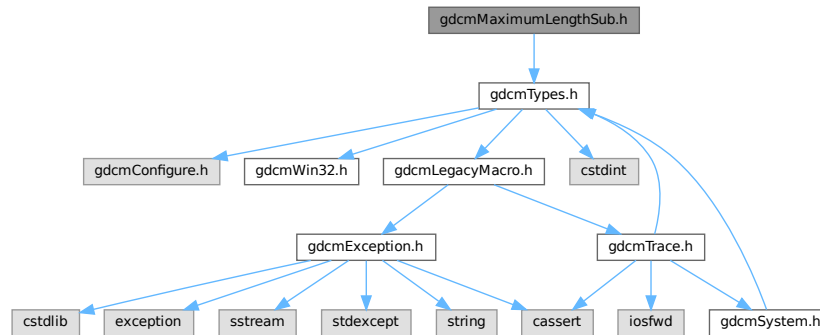 gdcmMaximumLengthSub.h
gdcmTypes.h
gdcmConfigure.h
gdcmWin32.h
gdcmLegacyMacro.h
cstdint
gdcmException.h
gdcmTrace.h
cstdlib
exception
sstream
stdexcept
string
cassert
iosfwd
gdcmSystem.h